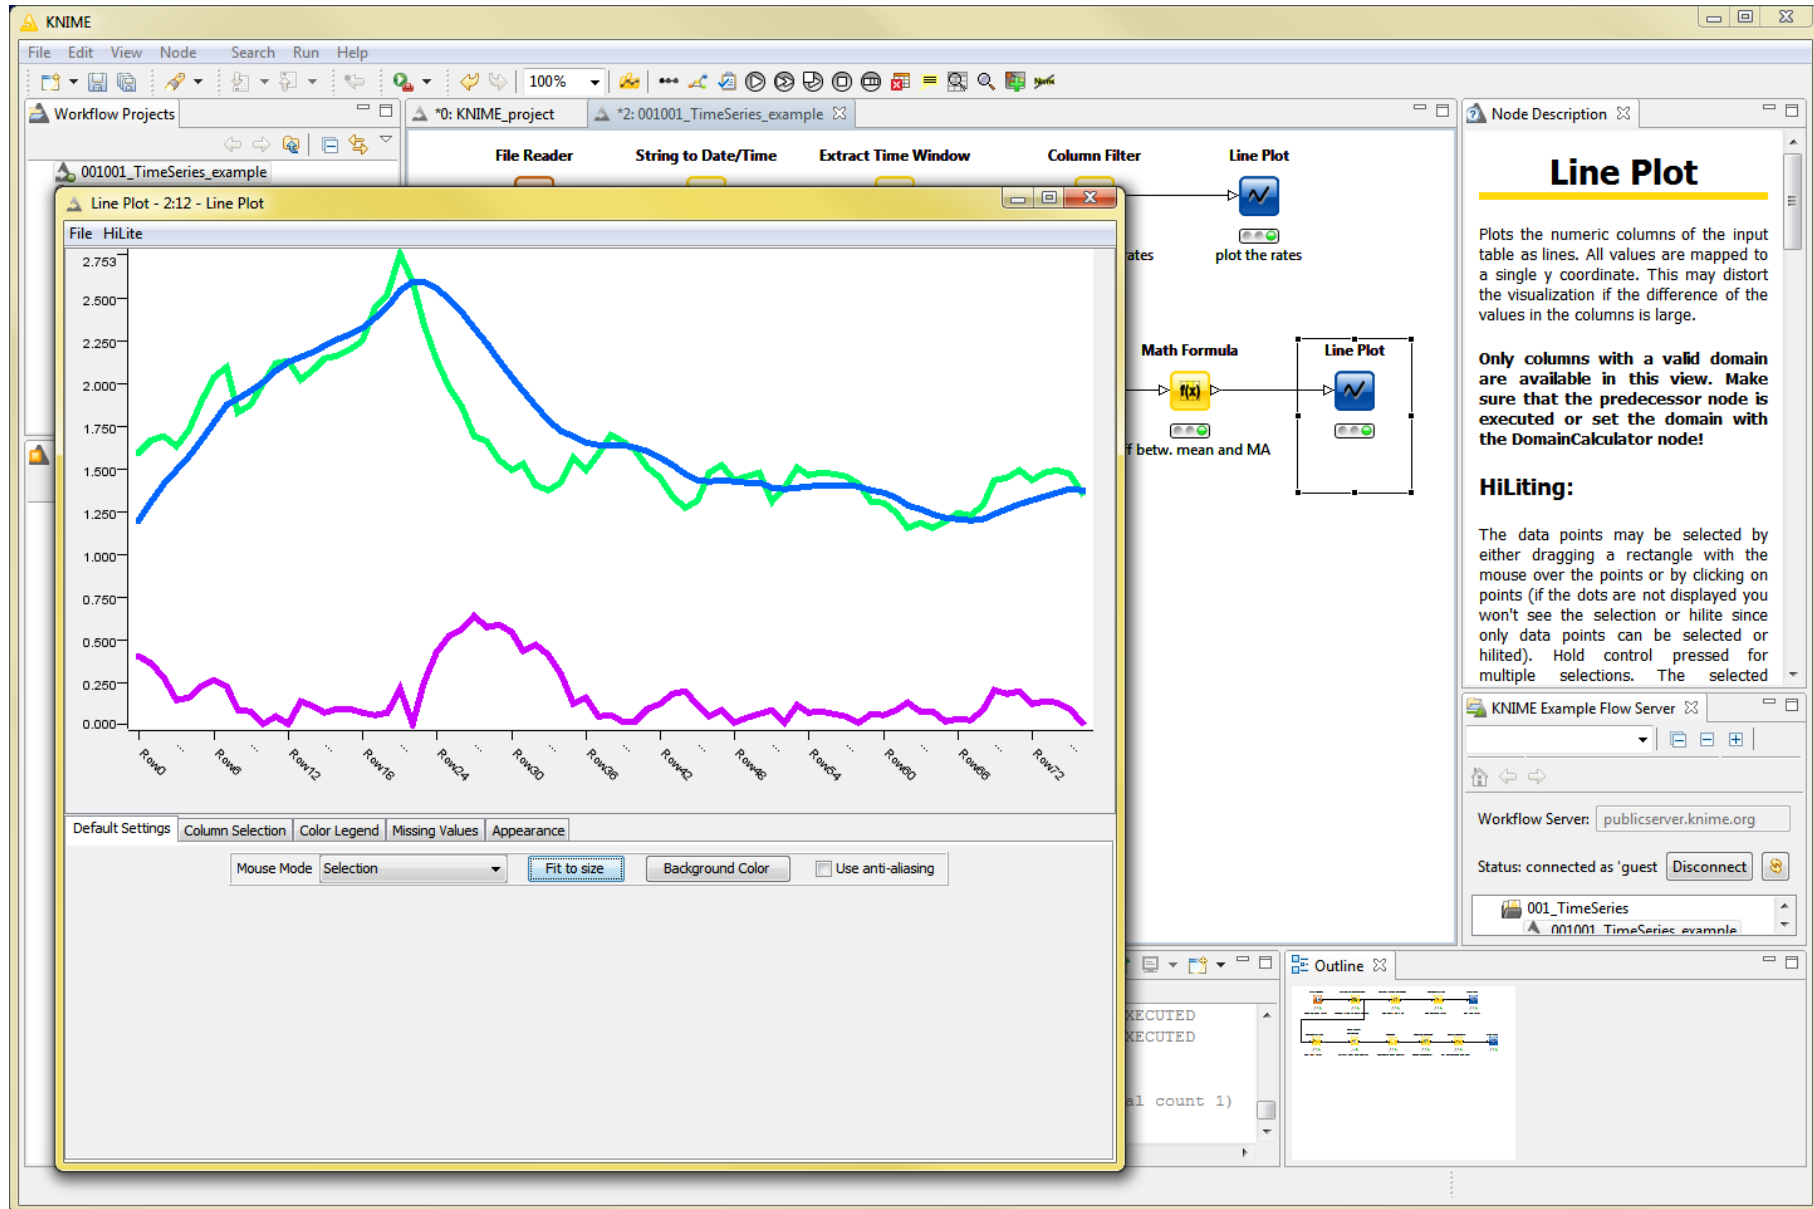 KNIME
File Edit View Node Search Run Help
100%
Workflow Projects
001001_TimeSeries_example
*0: KNIME_project
*2: 001001_TimeSeries_example
File Reader
String to Date/Time
Extract Time Window
Column Filter
Line Plot
ates
plot the rates
Math Formula
Line Plot
f betw. mean and MA
Line Plot - 2:12 - Line Plot
File HiLite
2.753
2.500
2.250
2.000
1.750
1.500
1.250
1.000
0.750
0.500
0.250
0.000
Row0 ... Row6 ... Row12 ... Row18 ... Row24 ... Row30 ... Row36 ... Row42 ... Row48 ... Row54 ... Row60 ... Row66 ... Row72 ...
Default Settings
Column Selection
Color Legend
Missing Values
Appearance
Mouse Mode
Selection
Fit to size
Background Color
Use anti-aliasing
Node Description
Line Plot
Plots the numeric columns of the input
table as lines. All values are mapped to
a single y coordinate. This may distort
the visualization if the difference of the
values in the columns is large.
Only columns with a valid domain
are available in this view. Make
sure that the predecessor node is
executed or set the domain with
the DomainCalculator node!
HiLiting:
The data points may be selected by
either dragging a rectangle with the
mouse over the points or by clicking on
points (if the dots are not displayed you
won't see the selection or hilite since
only data points can be selected or
hilited). Hold control pressed for
multiple selections. The selected
KNIME Example Flow Server
Workflow Server:
publicserver.knime.org
Status: connected as 'guest
Disconnect
001_TimeSeries
001001_TimeSeries_example
XECUTED
XECUTED
al count 1)
Outline